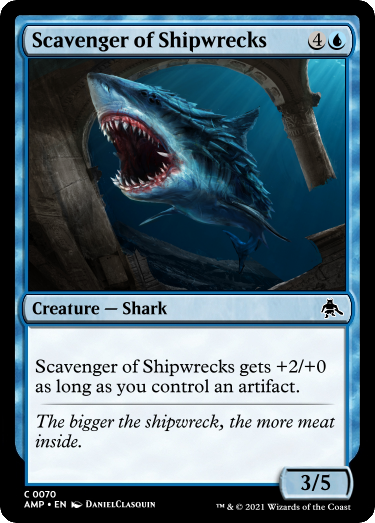 Scavenger of Shipwrecks 4
Creature — Shark
Scavenger of Shipwrecks gets +2/+0
as long as you control an artifact.
The bigger the shipwreck, the more meat
inside.
3/5
C 0070
AMP • EN DanielClasquin
™ & © 2021 Wizards of the Coast